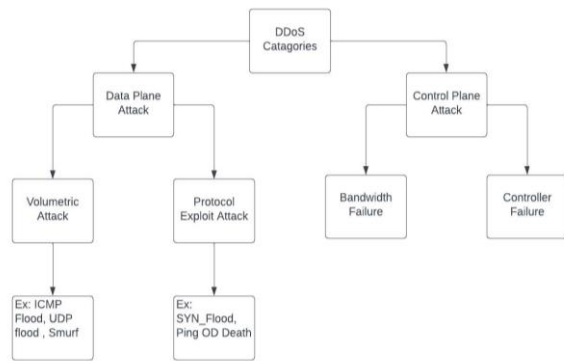 DDoS
Catagories
Data Plane
Attack
Control Plane
Attack
Volumetric
Attack
Protocol
Exploit Attack
Bandwidth
Failure
Controller
Failure
Ex: ICMP
Flood, UDP
flood , Smurf
Ex:
SYN_Flood,
Ping OD Death